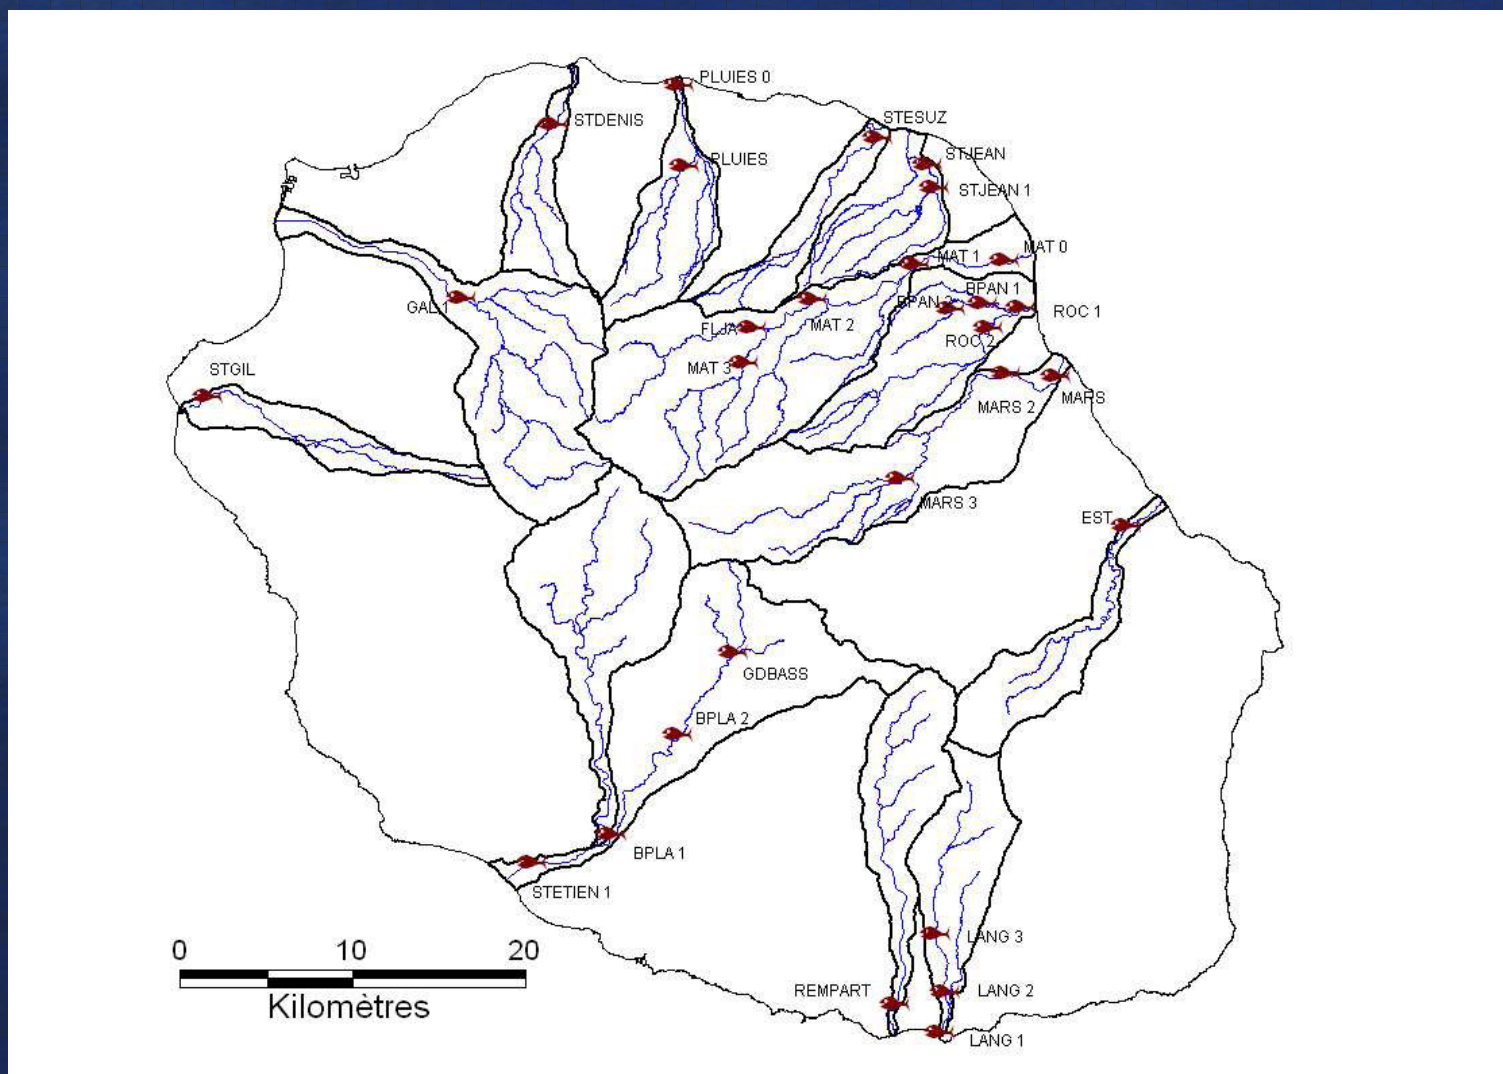 PLUIES 0
STDENIS
STESUZ
PLUIES
STJEAN
STJEAN 1
MAT 0
MAT 1
GAL 1
BPAN 1
BPAN 2
ROC 1
FLJA
MAT 2
ROC 2
STGIL
MAT 3
MARS 2
MARS
MARS 3
EST
GDBASS
BPLA 2
BPLA 1
STETIEN 1
LANG 3
0 10 20
Kilomètres
REMPART
LANG 2
LANG 1